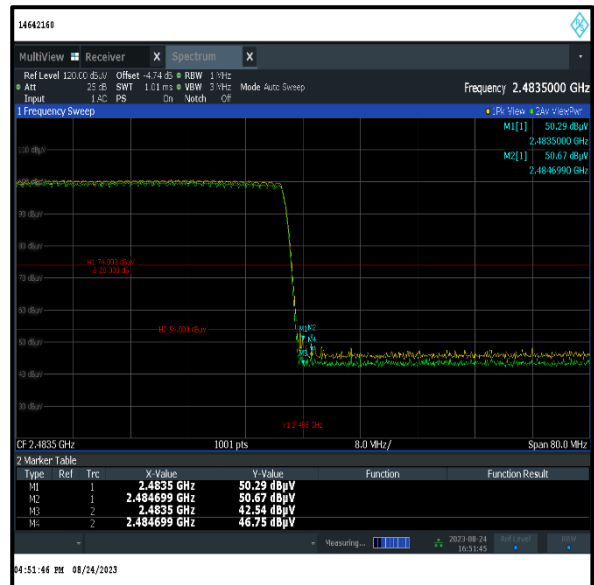 14642160
MultiView Receiver X Spectrum X
Ref Level 120.00 dBµV Offset -4.74 dB RBW 1 MHz
Att 25 dB SWT 1.01 ms VBW 3 MHz Mode Auto Sweep Frequency 2.4835000 GHz
Input 1 AC PS On Notch Off
1 Frequency Sweep 1Pk View 2Av ViewPwr
M1[1] 50.29 dBµV
2.4835000 GHz
M2[1] 50.67 dBµV
2.4846990 GHz
90 dBµV
80 dBµV
H1 74.000 dBµV
70 dBµV
60 dBµV
H2 54.000 dBµV
M1 M2
50 dBµV
M4
M3
40 dBµV
30 dBµV
CF 2.4835 GHz 1001 pts 8.0 MHz/ Span 80.0 MHz
2 Marker Table
Type Ref Trc X-Value Y-Value Function Function Result
M1 1 2.4835 GHz 50.29 dBµV
M2 1 2.484699 GHz 50.67 dBµV
M3 2 2.4835 GHz 42.54 dBµV
M4 2 2.484699 GHz 46.75 dBµV
Measuring... 2023-08-24 Ref Level RBW
16:51:45
04:51:46 PM 08/24/2023